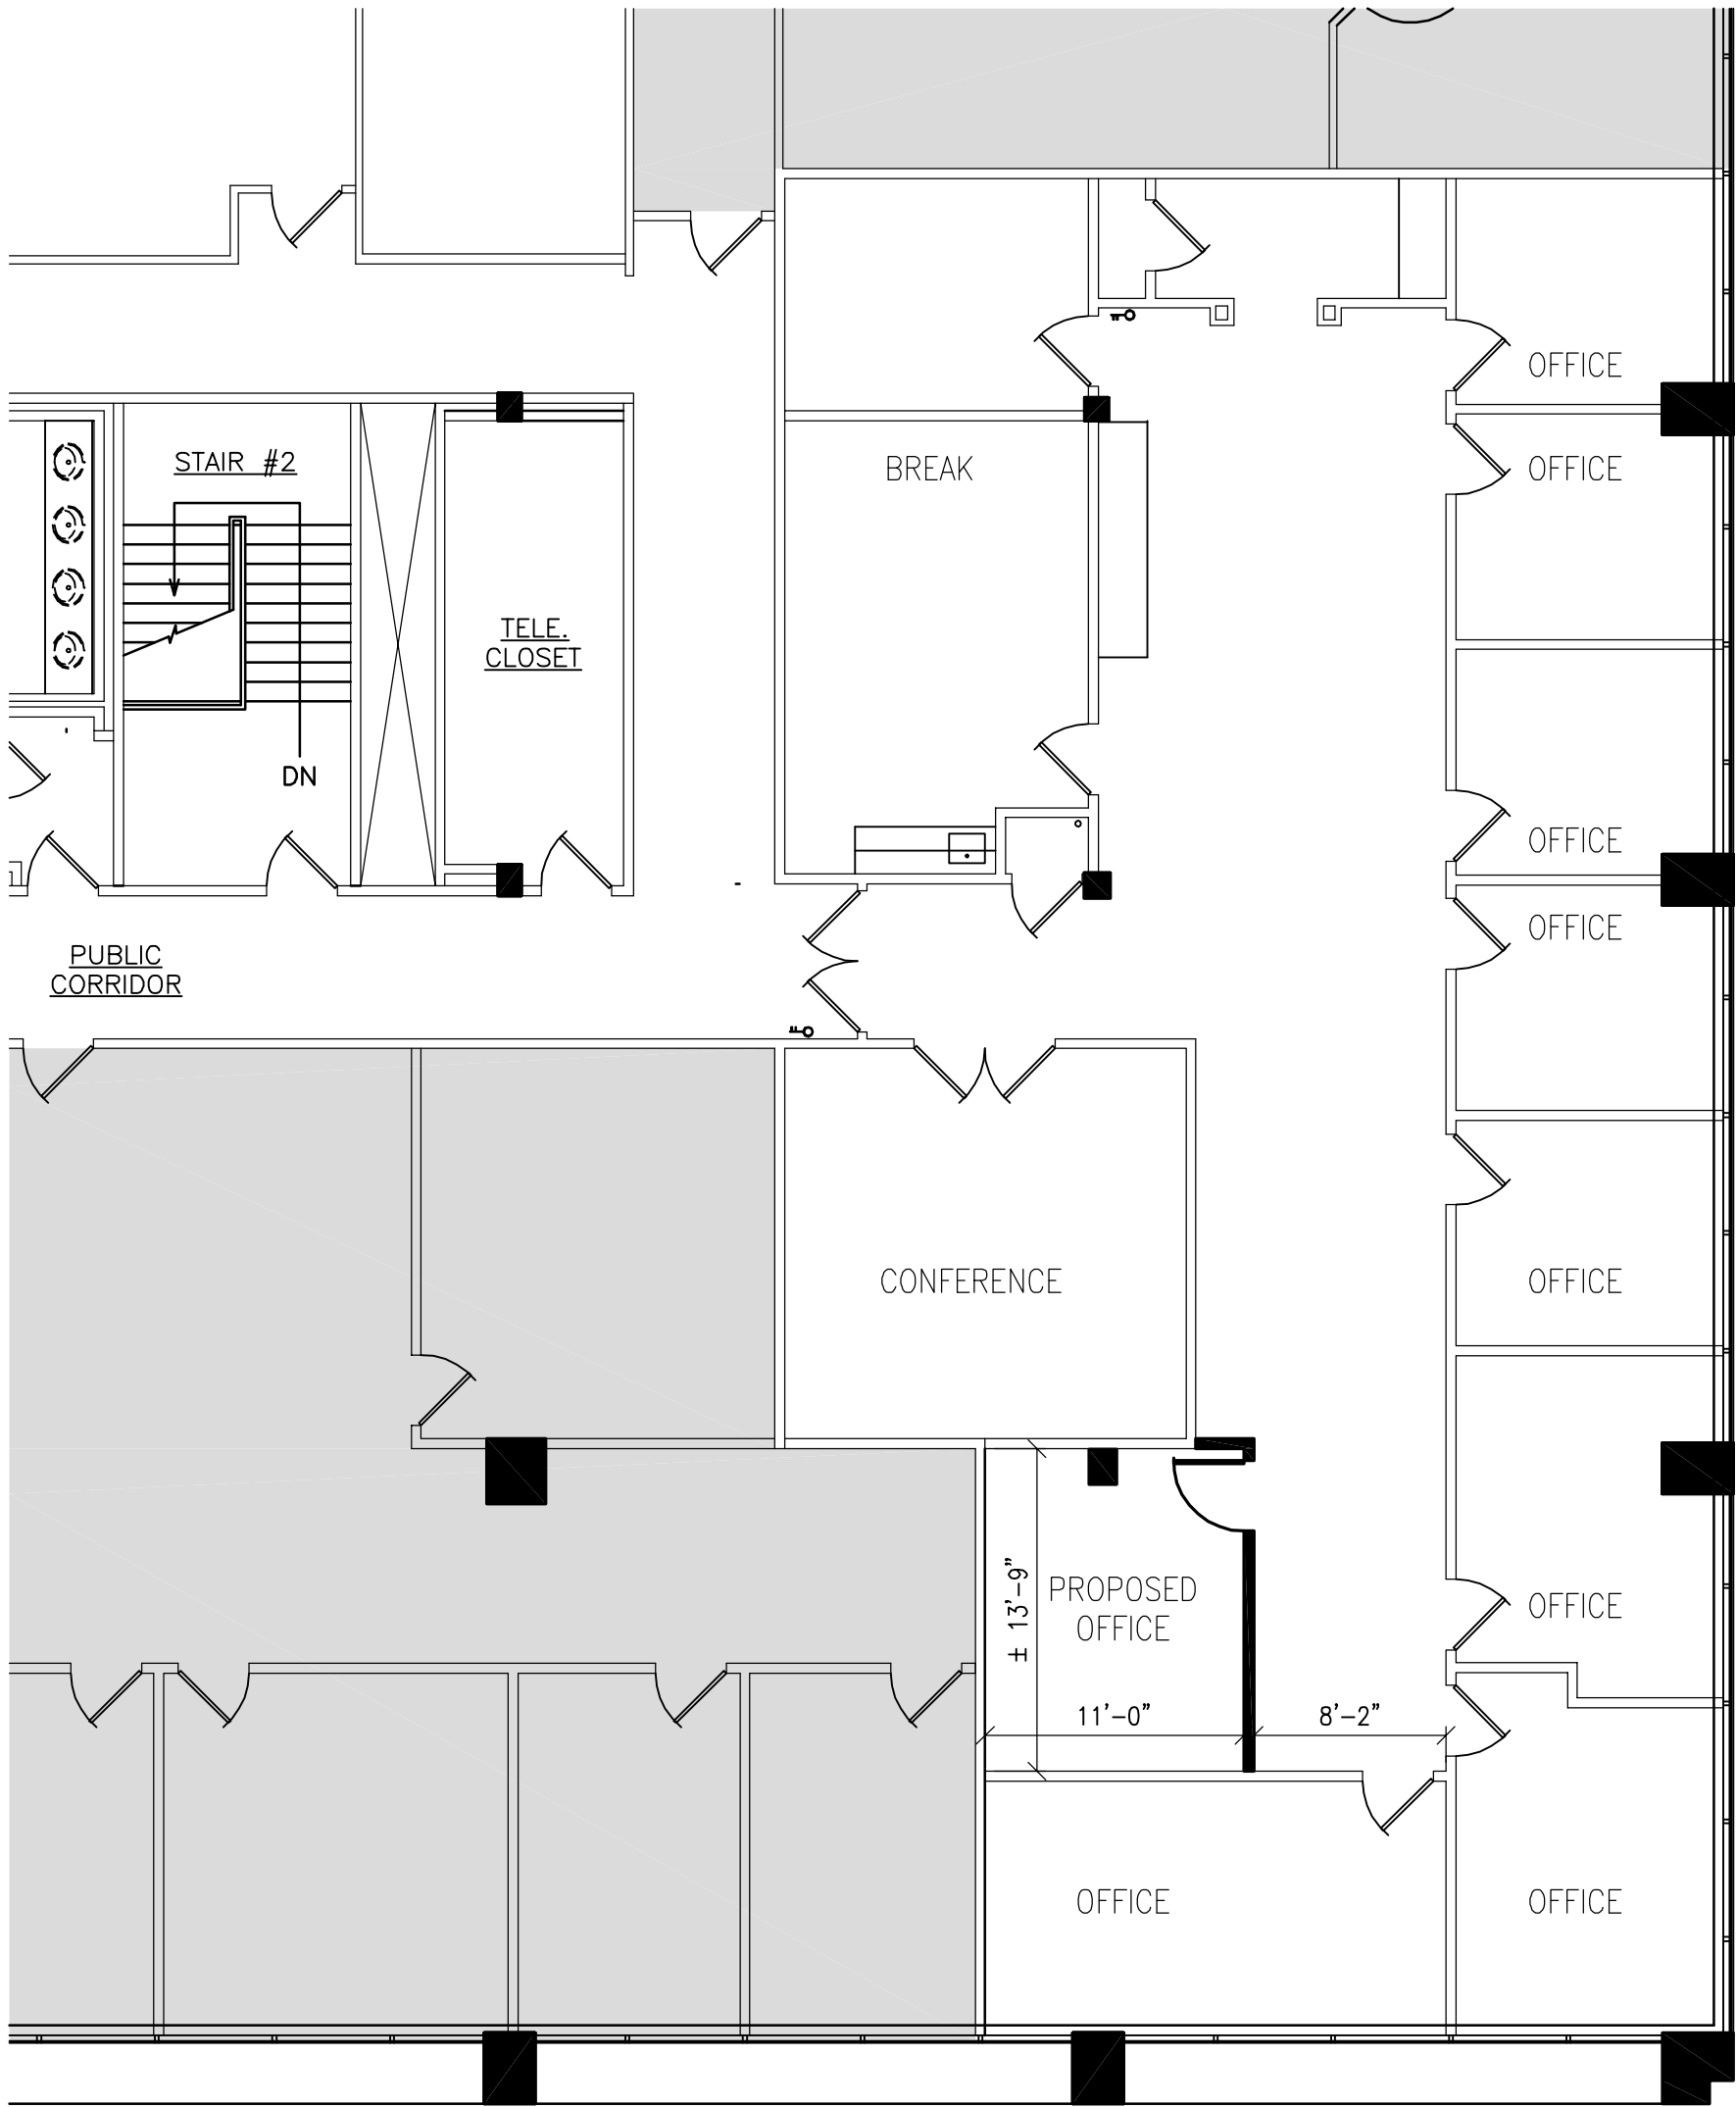 OFFICE
STAIR #2
BREAK
OFFICE
TELE.
CLOSET
DN
OFFICE
OFFICE
PUBLIC
CORRIDOR
CONFERENCE
OFFICE
± 13'-9"
PROPOSED
OFFICE
OFFICE
11'-0"
8'-2"
OFFICE
OFFICE